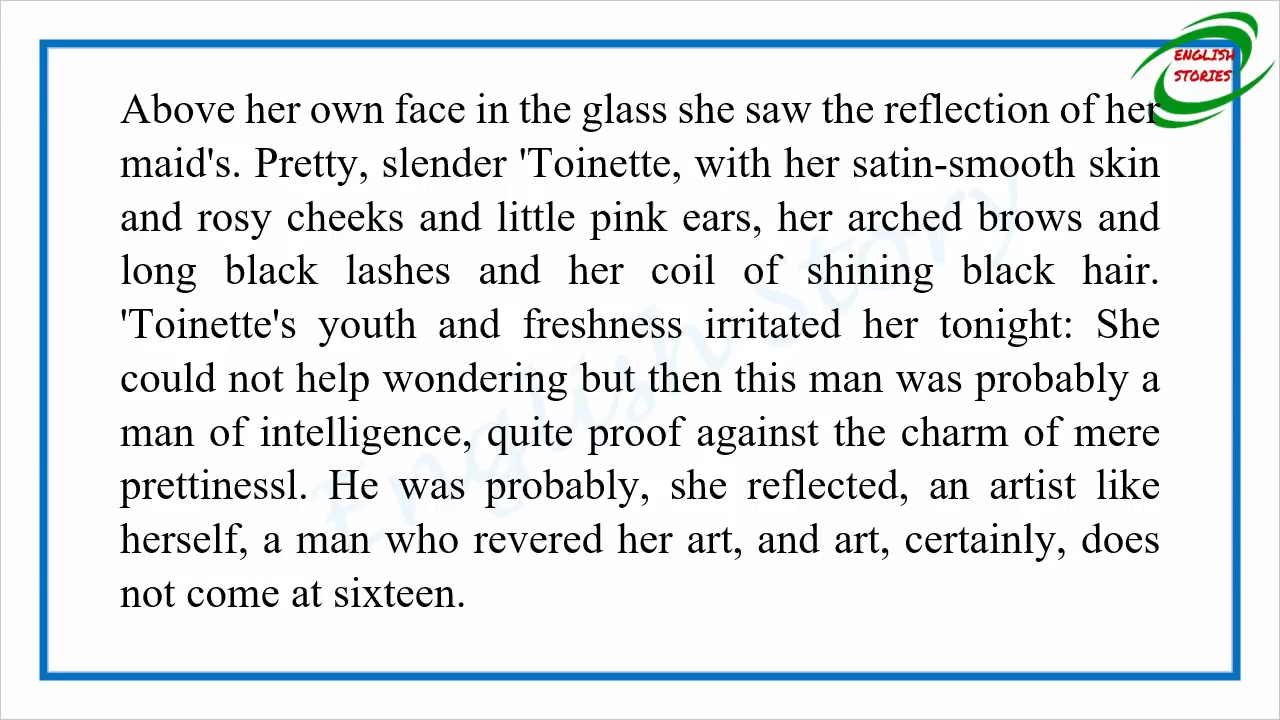 ENGLISH
STORIES
Above her own face in the glass she saw the reflection of her
maid's. Pretty, slender 'Toinette, with her satin-smooth skin
and rosy cheeks and little pink ears, her arched brows and
long black lashes and her coil of shining black hair.
'Toinette's youth and freshness irritated her tonight: She
could not help wondering but then this man was probably a
man of intelligence, quite proof against the charm of mere
prettinessl. He was probably, she reflected, an artist like
herself, a man who revered her art, and art, certainly, does
not come at sixteen.
English Story